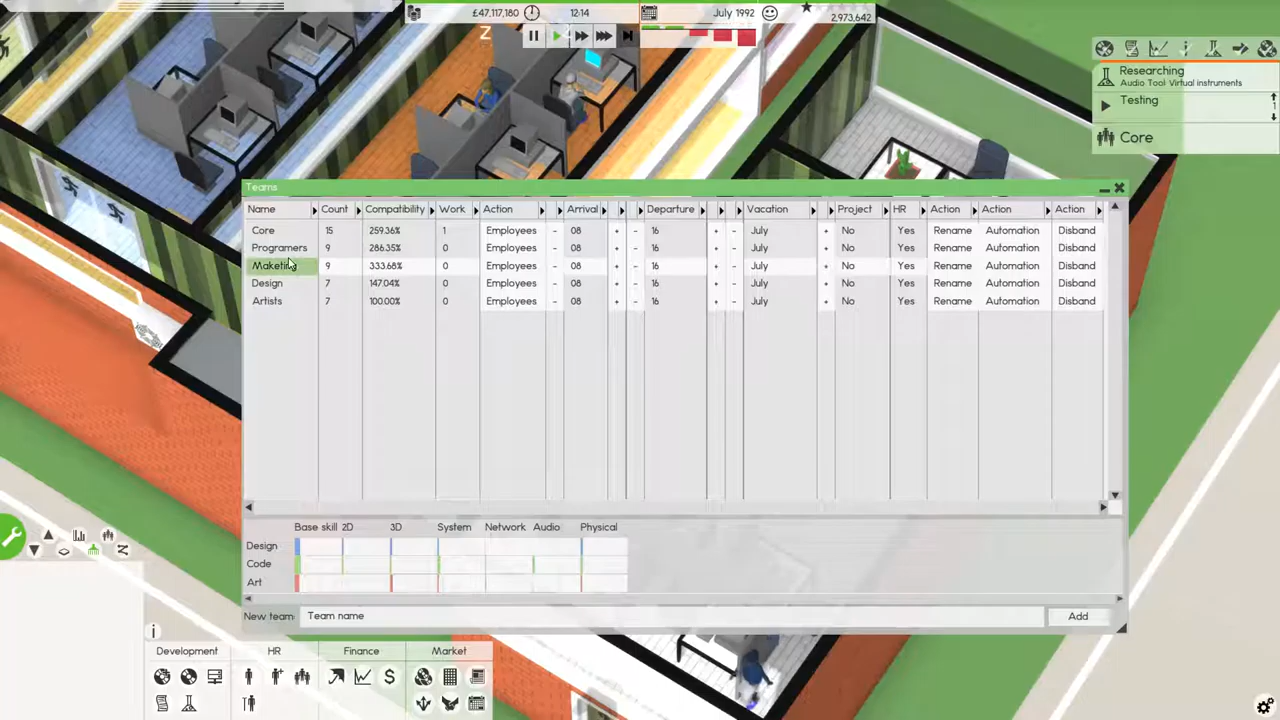 £47,117,180 12:14 July 1992 2,973,642
Z
Researching
Audio Tool: Virtual instruments
Testing
Core
Teams
Name Count Compatibility Work Action Arrival Departure Vacation Project HR Action Action Action
Core 15 259.36% 1 Employees - 08 + - 16 + - July + No Yes Rename Automation Disband
Programers 9 286.35% 0 Employees - 08 + - 16 + - July + No Yes Rename Automation Disband
Maketing 9 333.68% 0 Employees - 08 + - 16 + - July + No Yes Rename Automation Disband
Design 7 147.04% 0 Employees - 08 + - 16 + - July + No Yes Rename Automation Disband
Artists 7 100.00% 0 Employees - 08 + - 16 + - July + No Yes Rename Automation Disband
Base skill 2D 3D System Network Audio Physical
Design
Code
Art
New team: Team name Add
Development HR Finance Market